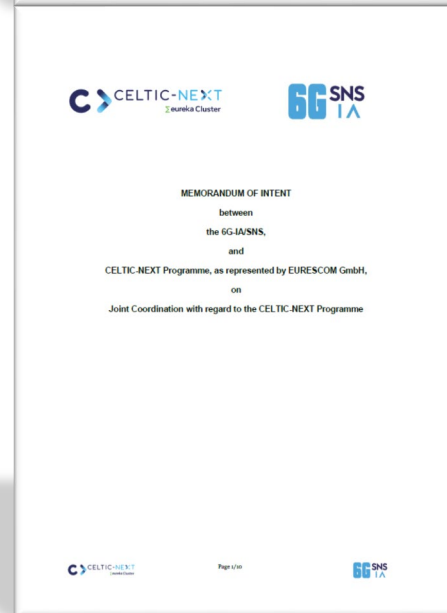 CELTIC-NEXT
eureka Cluster
6G SNS
IA
MEMORANDUM OF INTENT
between
the 6G-IA/SNS,
and
CELTIC-NEXT Programme, as represented by EURESCOM GmbH,
on
Joint Coordination with regard to the CELTIC-NEXT Programme
CELTIC-NEXT
eureka Cluster
Page 1/10
6G SNS
IA